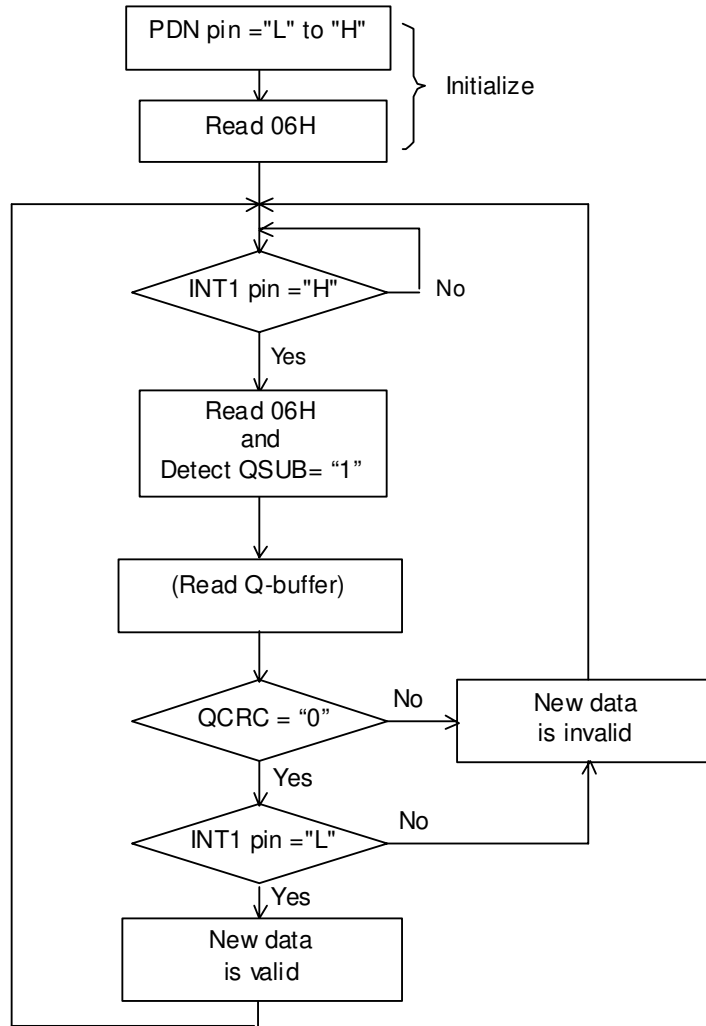 PDN pin ="L" to "H"
Initialize
Read 06H
INT1 pin ="H"
No
Yes
Read 06H
and
Detect QSUB= “1”
(Read Q-buffer)
QCRC = “0”
No
New data
is invalid
Yes
INT1 pin ="L"
No
Yes
New data
is valid